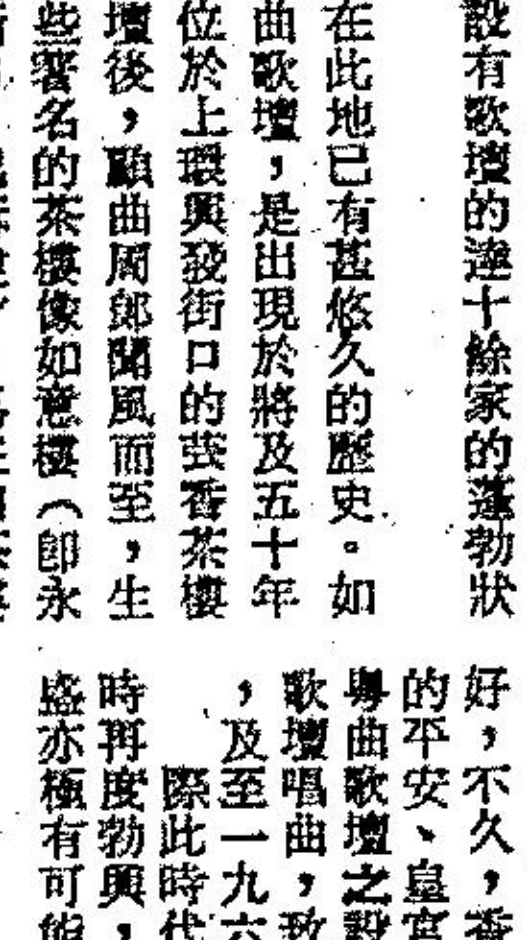 設有歌壇的達十餘家的蓬勃狀
在此地已有甚悠久的歷史。如
曲歌壇，是出現於將及五十年
位於上環興發街口的芸香茶樓
壇後，顧曲周郎聞風而至，生
些著名的茶樓像如意樓（卽永
好，不久，香
的平安、皇宮
粵曲歌壇之設
歌壇唱曲，致
，及至一九六
際此時代
時再度勃興，
盛亦極有可能